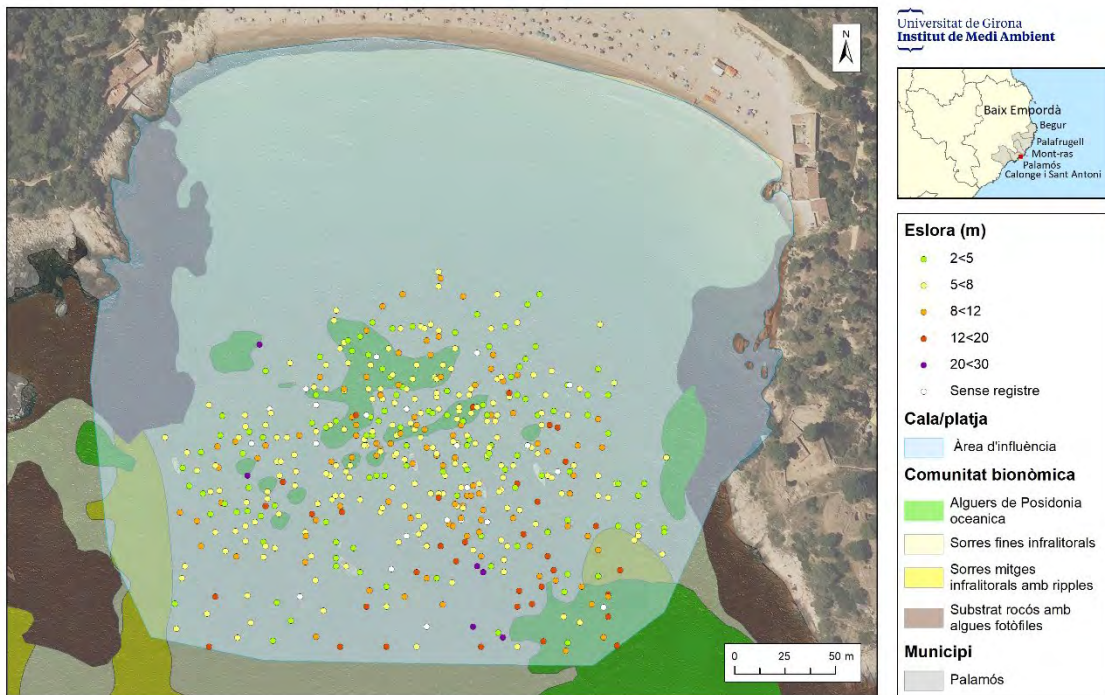 N
0 25 50 m
Universitat de Girona
Institut de Medi Ambient
Baix Empordà
Begur
Palafrugell
Mont-ras
Palamós
Calonge i Sant Antoni
Eslora (m)
2<5
5<8
8<12
12<20
20<30
Sense registre
Cala/platja
Àrea d'influència
Comunitat bionòmica
Alguers de Posidonia
oceanica
Sorres fines infralitorals
Sorres mitges
infralitorals amb ripples
Substrat rocós amb
algues fotòfiles
Municipi
Palamós